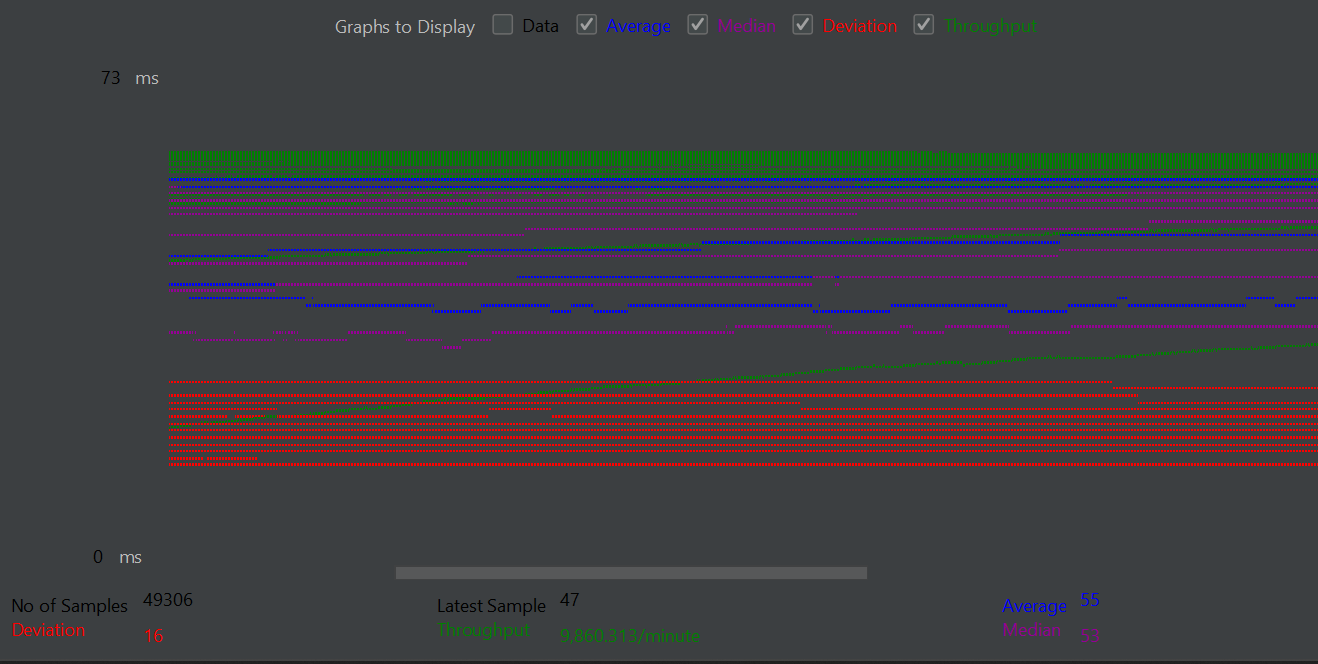 Graphs to Display Data Average Median Deviation Throughput
73 ms
0 ms
No of Samples 49306 Latest Sample 47 Average 55
Deviation 16 Throughput 9,860.313/minute Median